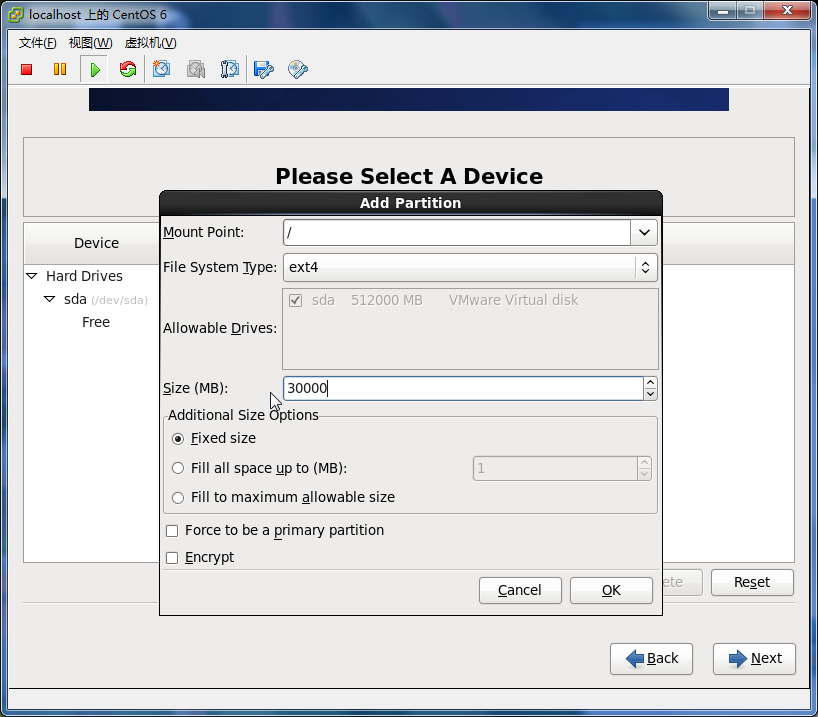 localhost 上的 CentOS 6
文件(F) 视图(W) 虚拟机(V)
Please Select A Device
Add Partition
Device
Hard Drives
sda (/dev/sda)
Free
Mount Point: /
File System Type: ext4
Allowable Drives:
sda 512000 MB VMware Virtual disk
Size (MB): 30000
Additional Size Options
Fixed size
Fill all space up to (MB): 1
Fill to maximum allowable size
Force to be a primary partition
Encrypt
Cancel OK
ete Reset
Back Next